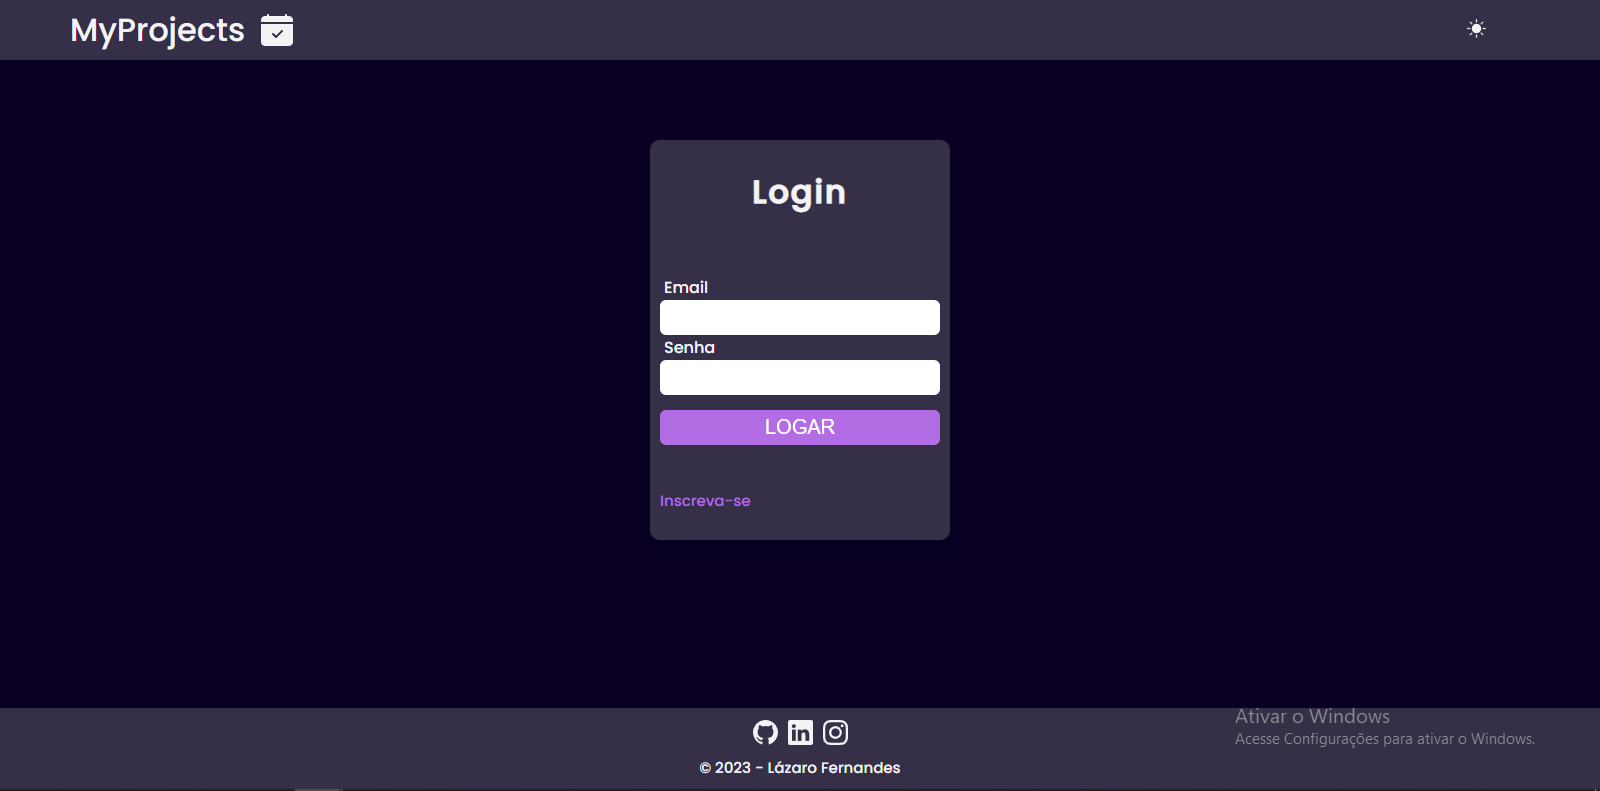 MyProjects
Login
Email
Senha
LOGAR
Inscreva-se
Ativar o Windows
Acesse Configurações para ativar o Windows.
© 2023 - Lázaro Fernandes